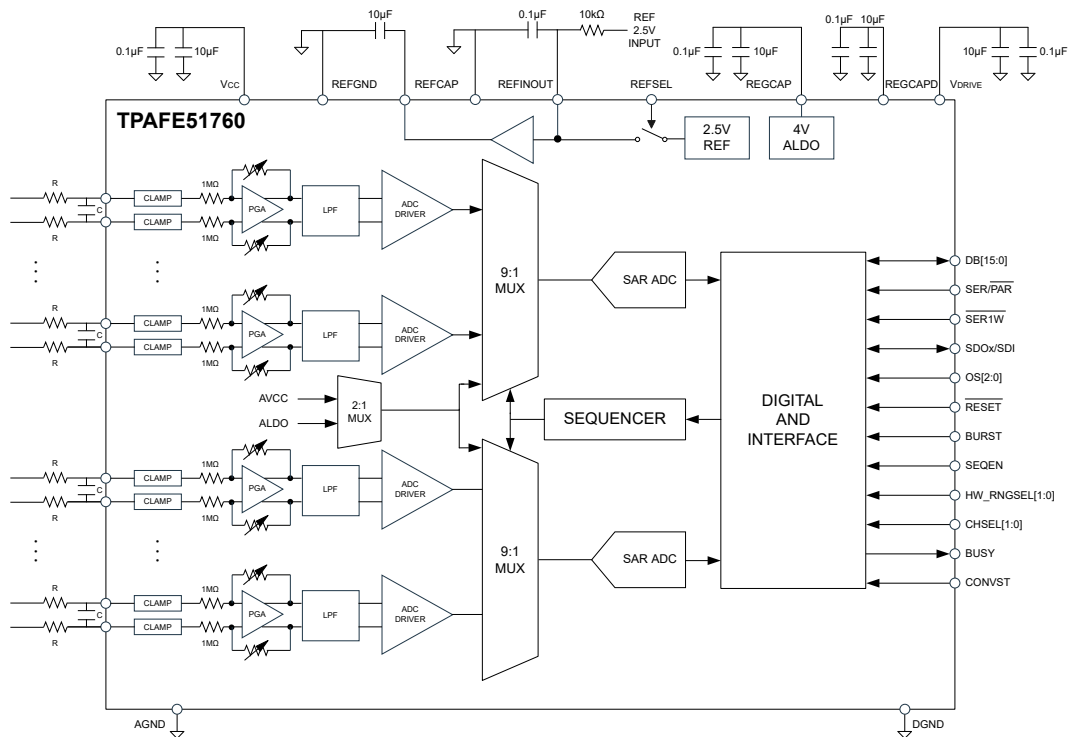 10µF
0.1µF
10kΩ
REF
2.5V
INPUT
0.1µF
10µF
0.1µF
10µF
0.1µF
10µF
10µF
0.1µF
VCC
REFGND
REFCAP
REFINOUT
REFSEL
REGCAP
REGCAPD
VDRIVE
TPAFE51760
2.5V
REF
4V
ALDO
R
C
R
CLAMP
CLAMP
1MΩ
1MΩ
PGA
LPF
ADC
DRIVER
R
C
R
CLAMP
CLAMP
1MΩ
1MΩ
PGA
LPF
ADC
DRIVER
9:1
MUX
SAR ADC
AVCC
ALDO
2:1
MUX
SEQUENCER
DIGITAL
AND
INTERFACE
R
C
R
CLAMP
CLAMP
1MΩ
1MΩ
PGA
LPF
ADC
DRIVER
R
C
R
CLAMP
CLAMP
1MΩ
1MΩ
PGA
LPF
ADC
DRIVER
9:1
MUX
SAR ADC
DB[15:0]
SER/PAR
SER1W
SDOx/SDI
OS[2:0]
RESET
BURST
SEQEN
HW_RNGSEL[1:0]
CHSEL[1:0]
BUSY
CONVST
AGND
DGND